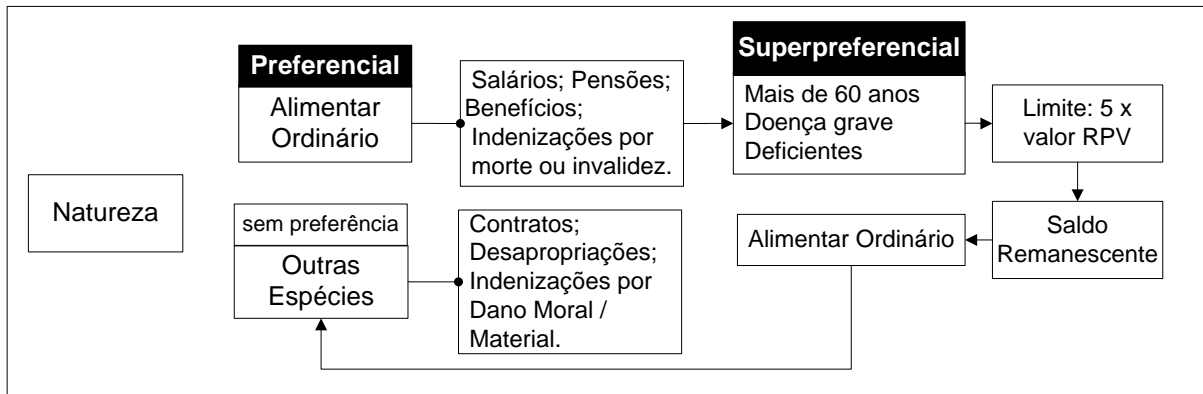 Natureza
Preferencial
Alimentar
Ordinário
Salários; Pensões;
Benefícios;
Indenizações por
morte ou invalidez.
Superpreferencial
Mais de 60 anos
Doença grave
Deficientes
Limite: 5 x
valor RPV
Saldo
Remanescente
Alimentar Ordinário
sem preferência
Outras
Espécies
Contratos;
Desapropriações;
Indenizações por
Dano Moral /
Material.